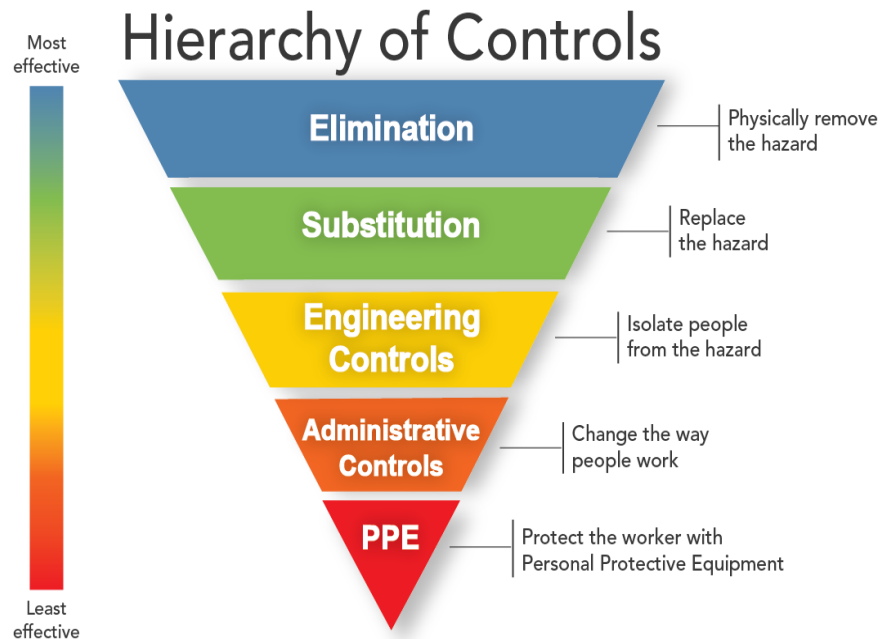 Hierarchy of Controls
Most
effective
Elimination
Physically remove
the hazard
Substitution
Replace
the hazard
Engineering
Controls
Isolate people
from the hazard
Administrative
Controls
Change the way
people work
PPE
Protect the worker with
Personal Protective Equipment
Least
effective